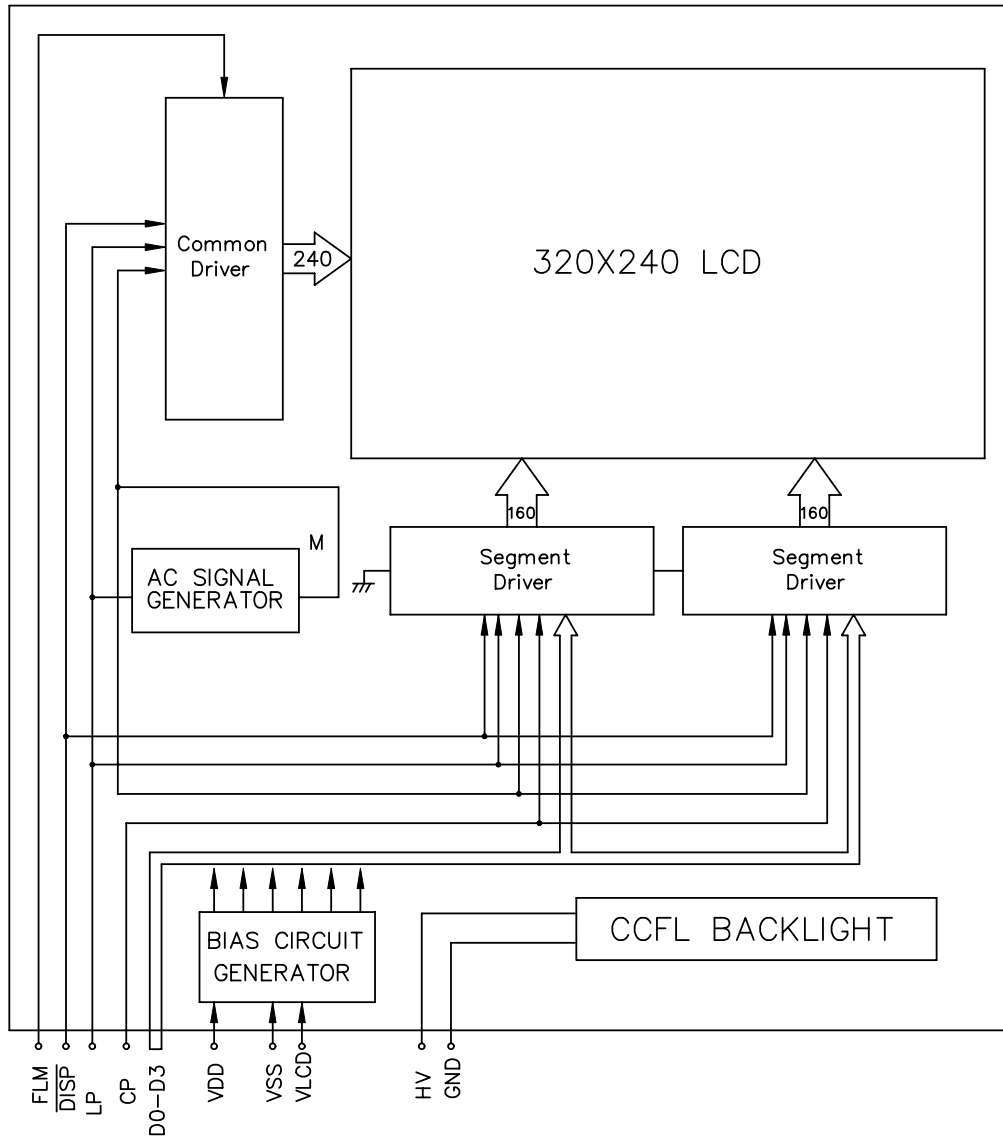 Common
Driver
240
320X240 LCD
160
160
Segment
Driver
Segment
Driver
M
AC SIGNAL
GENERATOR
BIAS CIRCUIT
GENERATOR
CCFL BACKLIGHT
FLM
DISP
LP
CP
D0-D3
VDD
VSS
VLCD
HV
GND